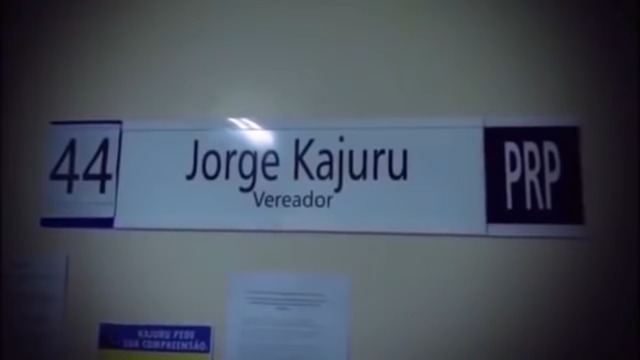 44
Jorge Kajuru
Vereador
PRP
KAJURU PEDE
SUA COMPREENSÃO